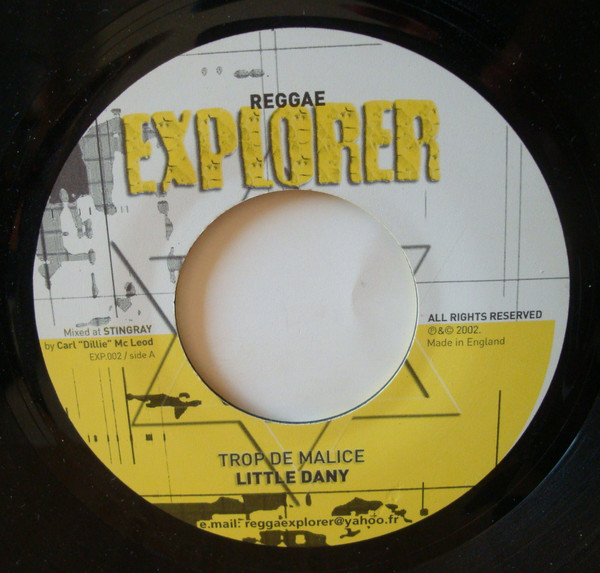 REGGAE
EXPLORER
Mixed at STINGRAY
by Carl "Dillie" Mc Leod
EXP.002 / side A
ALL RIGHTS RESERVED
℗&© 2002.
Made in England
TROP DE MALICE
LITTLE DANY
e.mail: reggaexplorer@yahoo.fr